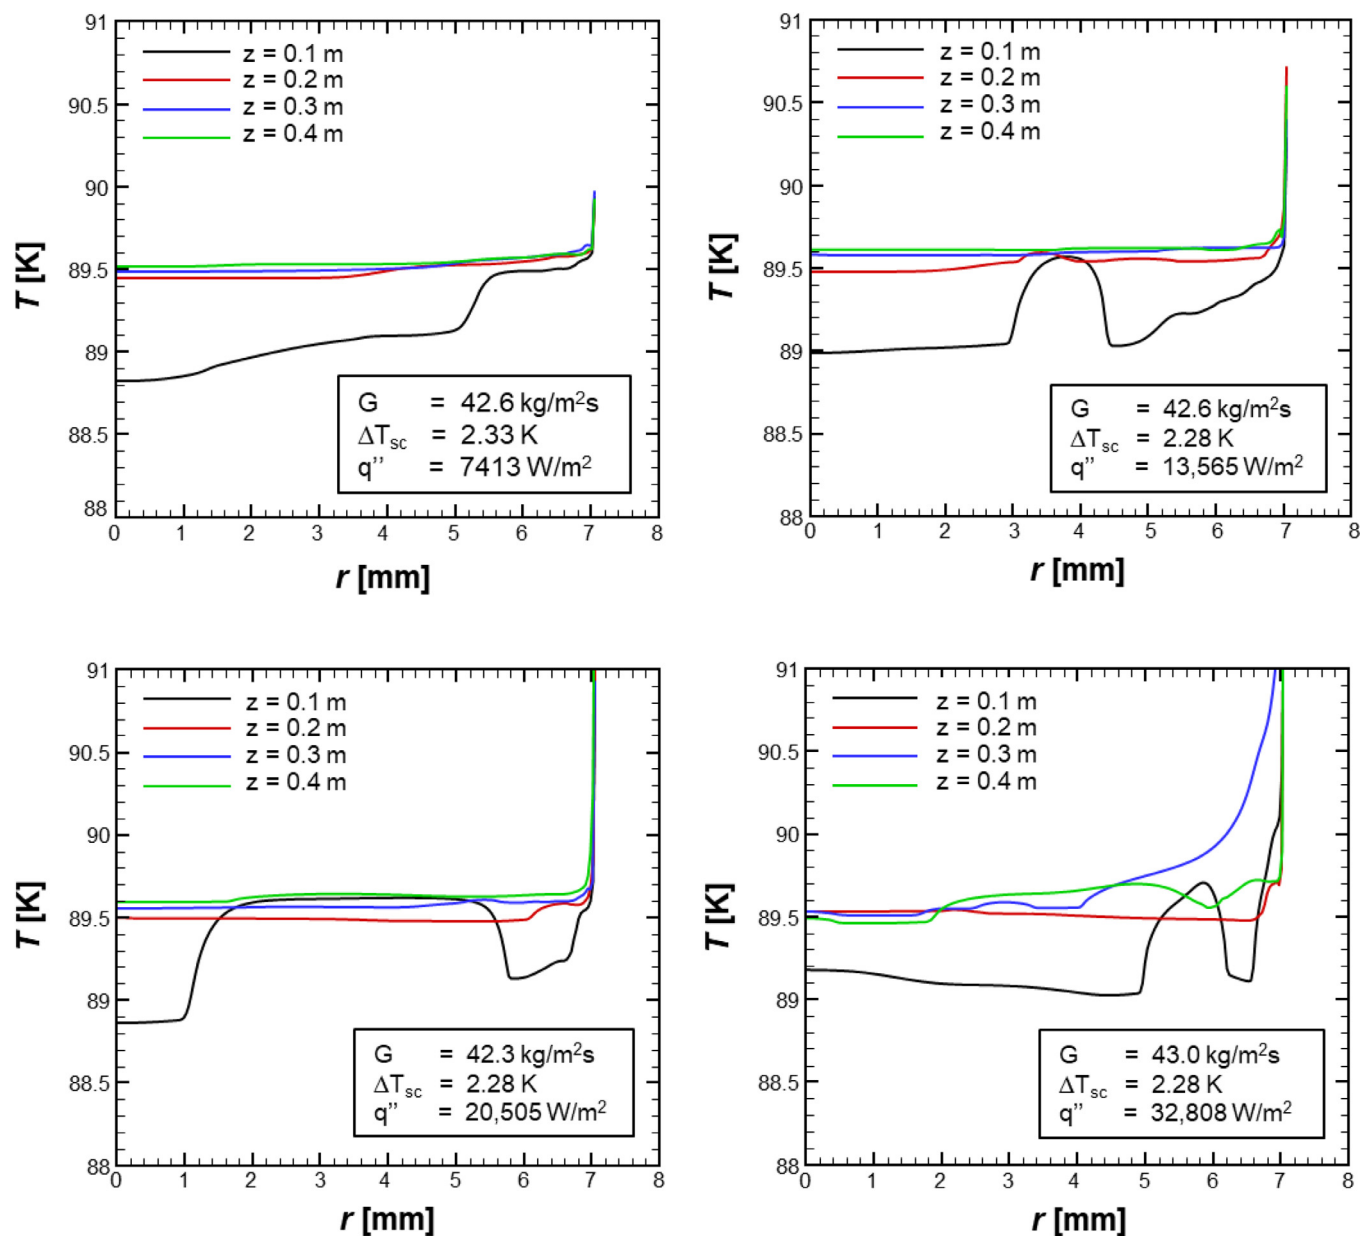 91
90.5
90
89.5
89
88.5
88
T [K]
z = 0.1 m
z = 0.2 m
z = 0.3 m
z = 0.4 m
G = 42.6 kg/m²s
ΔTsc = 2.33 K
q” = 7413 W/m²
0 1 2 3 4 5 6 7 8
r [mm]
91
90.5
90
89.5
89
88.5
88
T [K]
z = 0.1 m
z = 0.2 m
z = 0.3 m
z = 0.4 m
G = 42.6 kg/m²s
ΔTsc = 2.28 K
q” = 13,565 W/m²
0 1 2 3 4 5 6 7 8
r [mm]
91
90.5
90
89.5
89
88.5
88
T [K]
z = 0.1 m
z = 0.2 m
z = 0.3 m
z = 0.4 m
G = 42.3 kg/m²s
ΔTsc = 2.28 K
q” = 20,505 W/m²
0 1 2 3 4 5 6 7 8
r [mm]
91
90.5
90
89.5
89
88.5
88
T [K]
z = 0.1 m
z = 0.2 m
z = 0.3 m
z = 0.4 m
G = 43.0 kg/m²s
ΔTsc = 2.28 K
q” = 32,808 W/m²
0 1 2 3 4 5 6 7 8
r [mm]